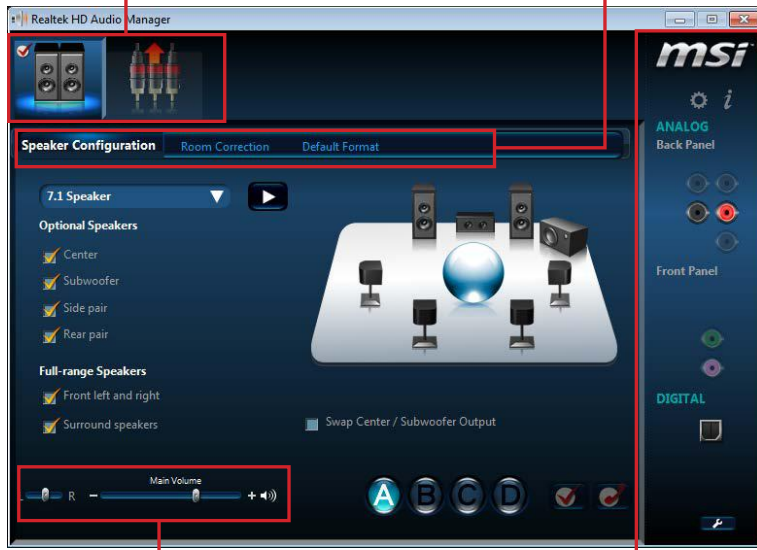 Realtek HD Audio Manager
msi
i
ANALOG
Back Panel
Speaker Configuration Room Correction Default Format
7.1 Speaker
Optional Speakers
Center
Subwoofer
Side pair
Rear pair
Front Panel
Full-range Speakers
Front left and right
Surround speakers
Swap Center / Subwoofer Output
DIGITAL
Main Volume
R - +
A B C D